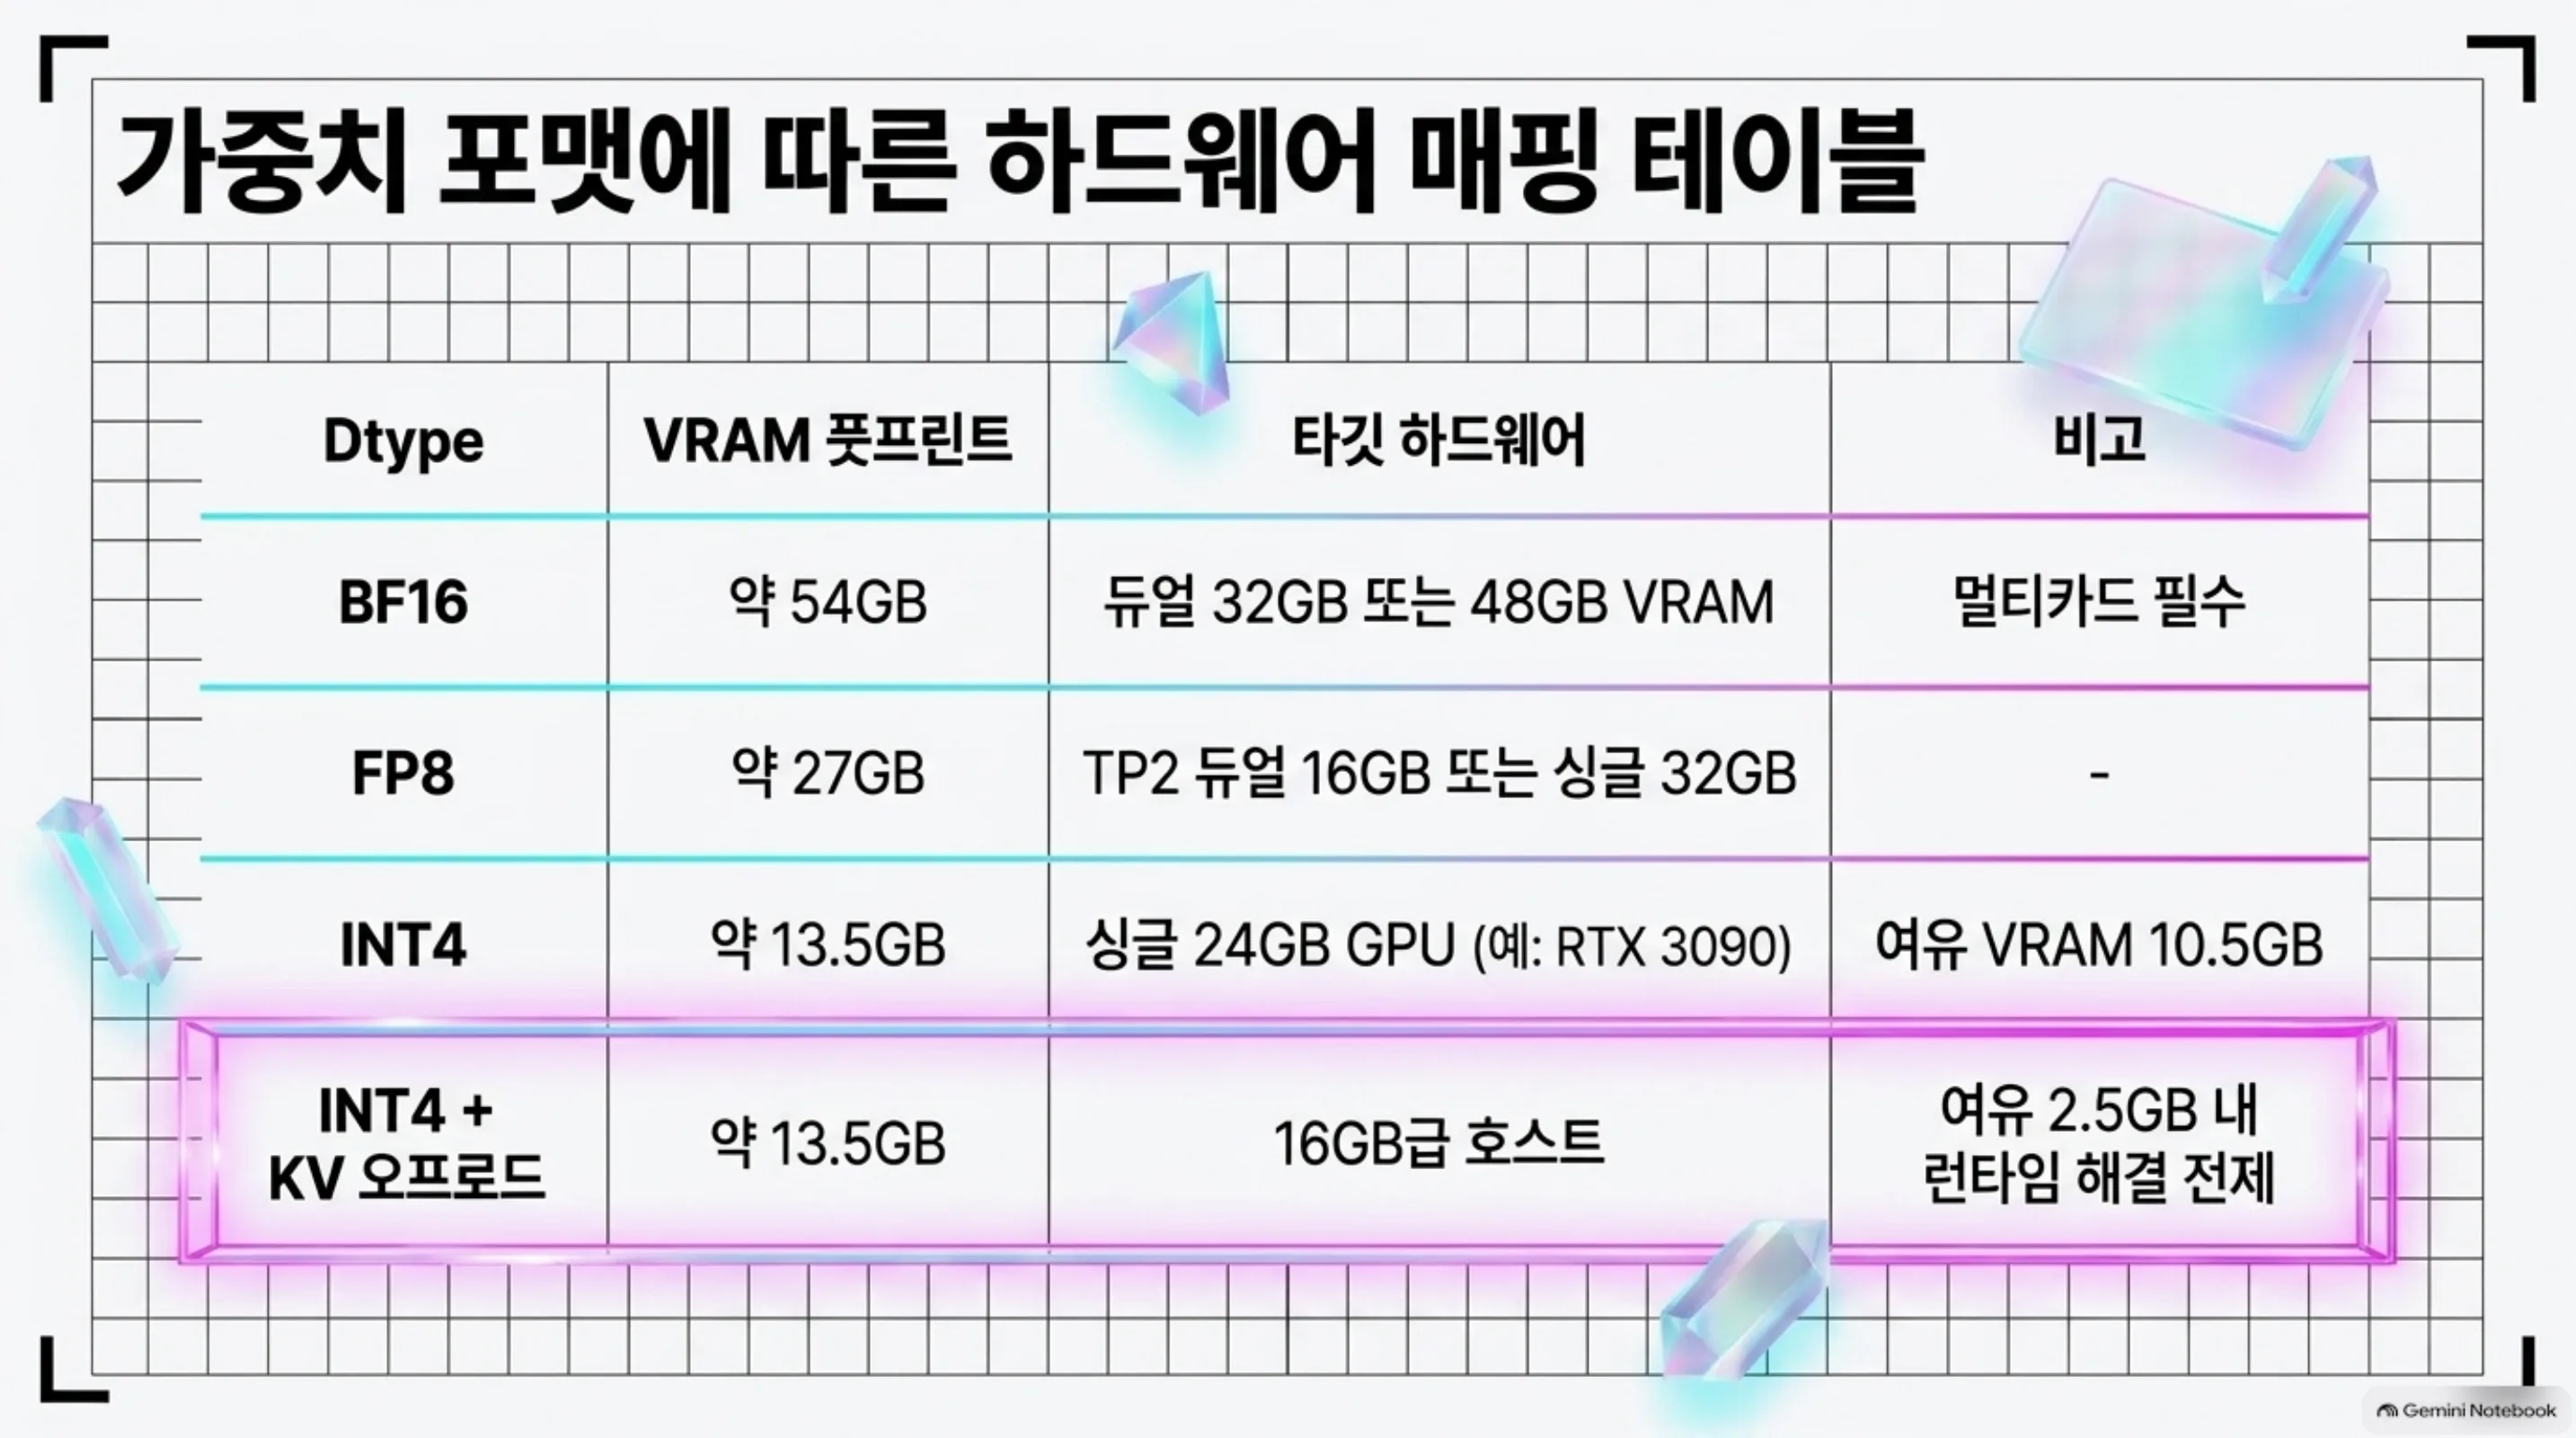 가중치 포맷에 따른 하드웨어 매핑 테이블
Dtype
VRAM 풋프린트
타깃 하드웨어
비고
BF16
약 54GB
듀얼 32GB 또는 48GB VRAM
멀티카드 필수
FP8
약 27GB
TP2 듀얼 16GB 또는 싱글 32GB
-
INT4
약 13.5GB
싱글 24GB GPU (예: RTX 3090)
여유 VRAM 10.5GB
INT4 +
KV 오프로드
약 13.5GB
16GB급 호스트
여유 2.5GB 내
런타임 해결 전제
Gemini Notebook